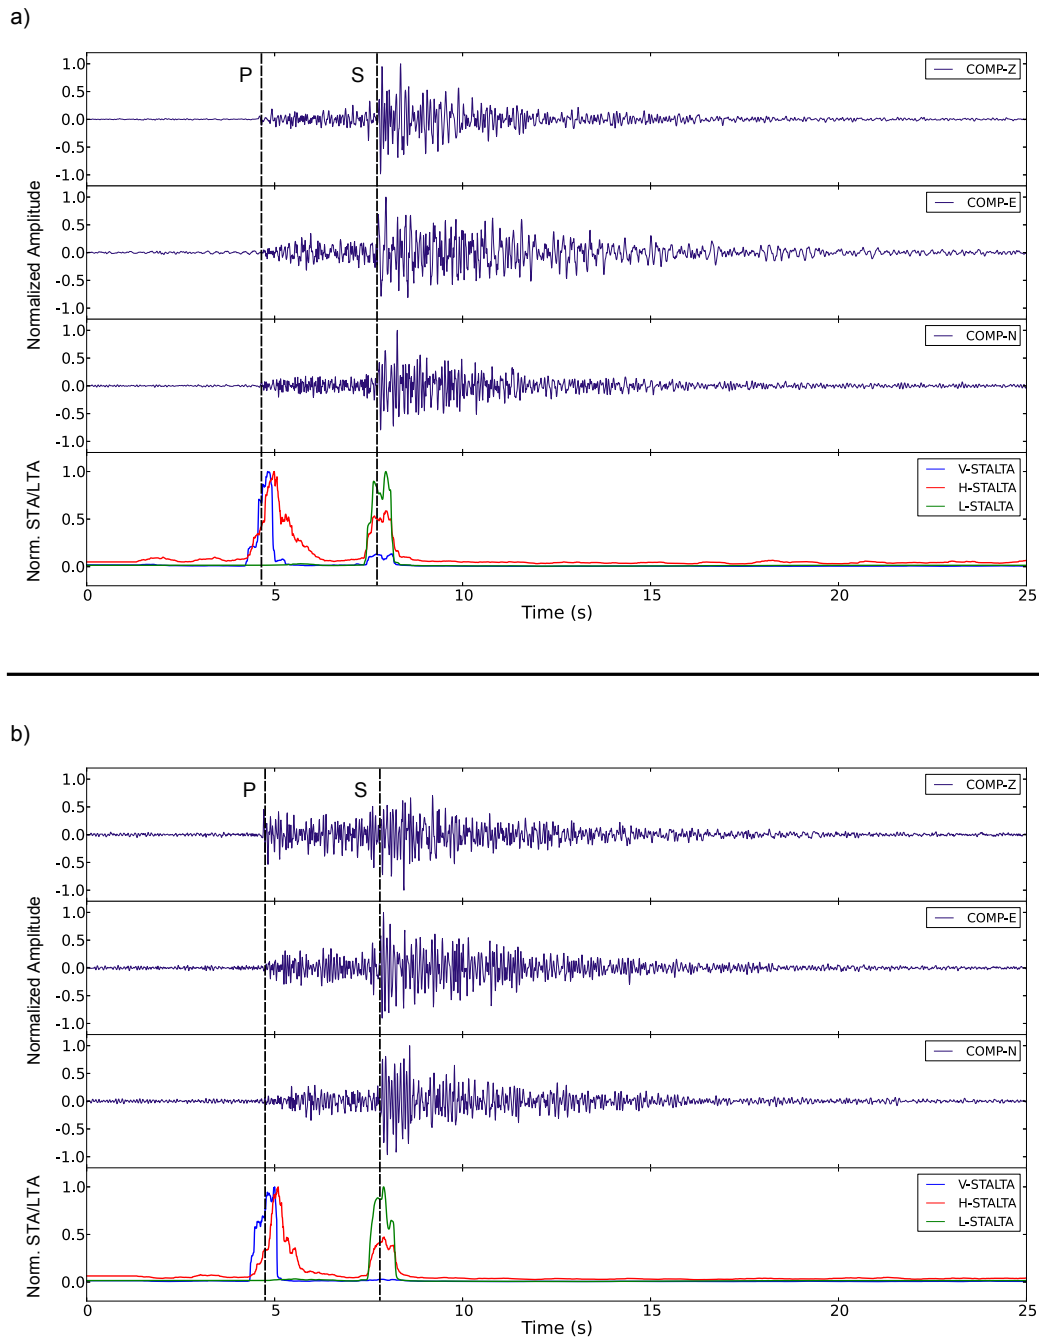 a)
P S
1.0
0.5
0.0
-0.5
-1.0
COMP-Z
1.0
0.5
0.0
-0.5
-1.0
COMP-E
1.0
0.5
0.0
-0.5
-1.0
COMP-N
Normalized Amplitude
1.0
0.5
0.0
Norm. STA/LTA
V-STALTA
H-STALTA
L-STALTA
0 5 10 15 20 25
Time (s)
b)
P S
1.0
0.5
0.0
-0.5
-1.0
COMP-Z
1.0
0.5
0.0
-0.5
-1.0
COMP-E
1.0
0.5
0.0
-0.5
-1.0
COMP-N
Normalized Amplitude
1.0
0.5
0.0
Norm. STA/LTA
V-STALTA
H-STALTA
L-STALTA
0 5 10 15 20 25
Time (s)